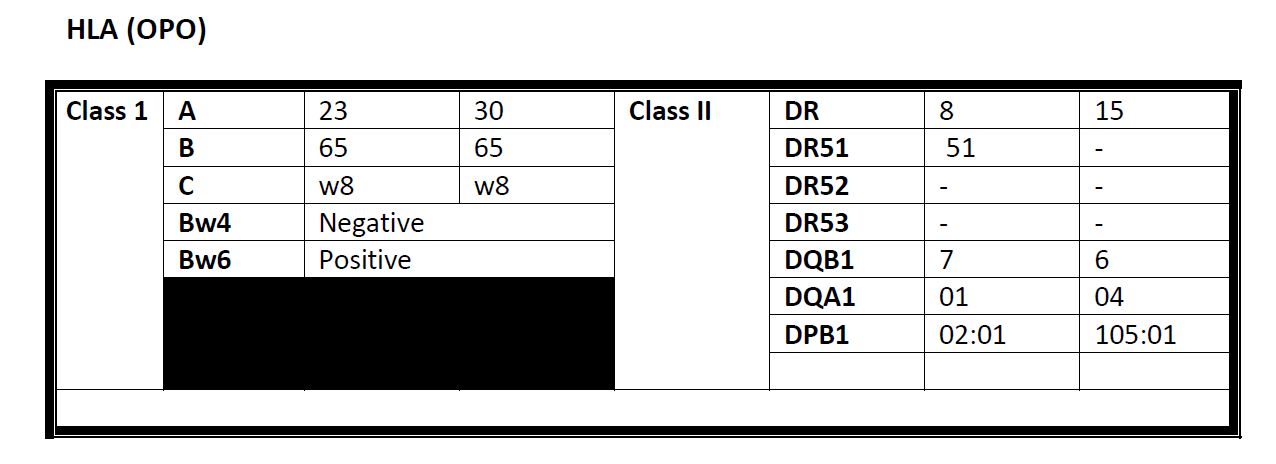 HLA (OPO)
Class 1 A 23 30 Class II DR 8 15
B 65 65 DR51 51 -
C w8 w8 DR52 - -
Bw4 Negative DR53 - -
Bw6 Positive DQB1 7 6
DQA1 01 04
DPB1 02:01 105:01